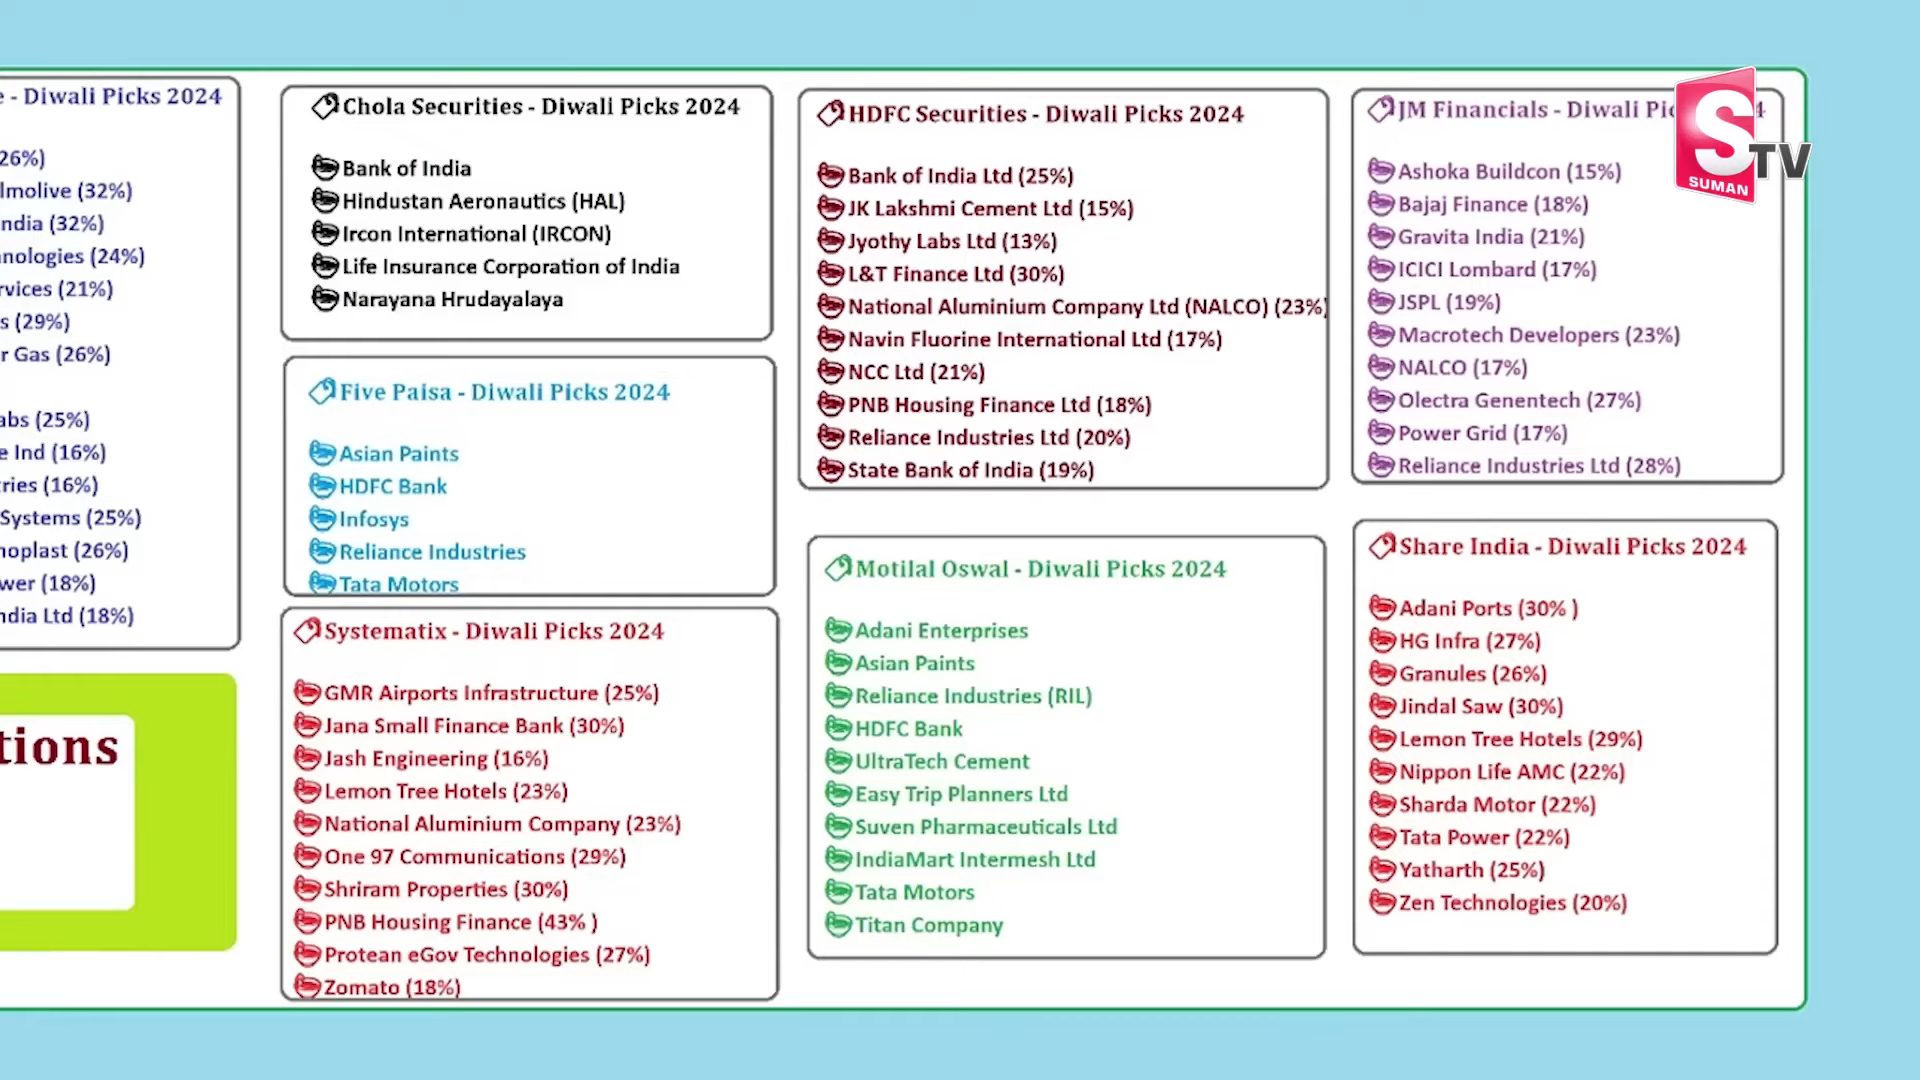 e - Diwali Picks 2024
26%)
lmolive (32%)
ndia (32%)
nologies (24%)
rvices (21%)
s (29%)
r Gas (26%)
abs (25%)
e Ind (16%)
ries (16%)
Systems (25%)
noplast (26%)
wer (18%)
ndia Ltd (18%)
tions
Chola Securities - Diwali Picks 2024
Bank of India
Hindustan Aeronautics (HAL)
Ircon International (IRCON)
Life Insurance Corporation of India
Narayana Hrudayalaya
Five Paisa - Diwali Picks 2024
Asian Paints
HDFC Bank
Infosys
Reliance Industries
Tata Motors
Systematix - Diwali Picks 2024
GMR Airports Infrastructure (25%)
Jana Small Finance Bank (30%)
Jash Engineering (16%)
Lemon Tree Hotels (23%)
National Aluminium Company (23%)
One 97 Communications (29%)
Shriram Properties (30%)
PNB Housing Finance (43% )
Protean eGov Technologies (27%)
Zomato (18%)
HDFC Securities - Diwali Picks 2024
Bank of India Ltd (25%)
JK Lakshmi Cement Ltd (15%)
Jyothy Labs Ltd (13%)
L&T Finance Ltd (30%)
National Aluminium Company Ltd (NALCO) (23%)
Navin Fluorine International Ltd (17%)
NCC Ltd (21%)
PNB Housing Finance Ltd (18%)
Reliance Industries Ltd (20%)
State Bank of India (19%)
Motilal Oswal - Diwali Picks 2024
Adani Enterprises
Asian Paints
Reliance Industries (RIL)
HDFC Bank
UltraTech Cement
Easy Trip Planners Ltd
Suven Pharmaceuticals Ltd
IndiaMart Intermesh Ltd
Tata Motors
Titan Company
JM Financials - Diwali Pic 4
Ashoka Buildcon (15%)
Bajaj Finance (18%)
Gravita India (21%)
ICICI Lombard (17%)
JSPL (19%)
Macrotech Developers (23%)
NALCO (17%)
Olectra Genentech (27%)
Power Grid (17%)
Reliance Industries Ltd (28%)
Share India - Diwali Picks 2024
Adani Ports (30% )
HG Infra (27%)
Granules (26%)
Jindal Saw (30%)
Lemon Tree Hotels (29%)
Nippon Life AMC (22%)
Sharda Motor (22%)
Tata Power (22%)
Yatharth (25%)
Zen Technologies (20%)
S TV
SUMAN